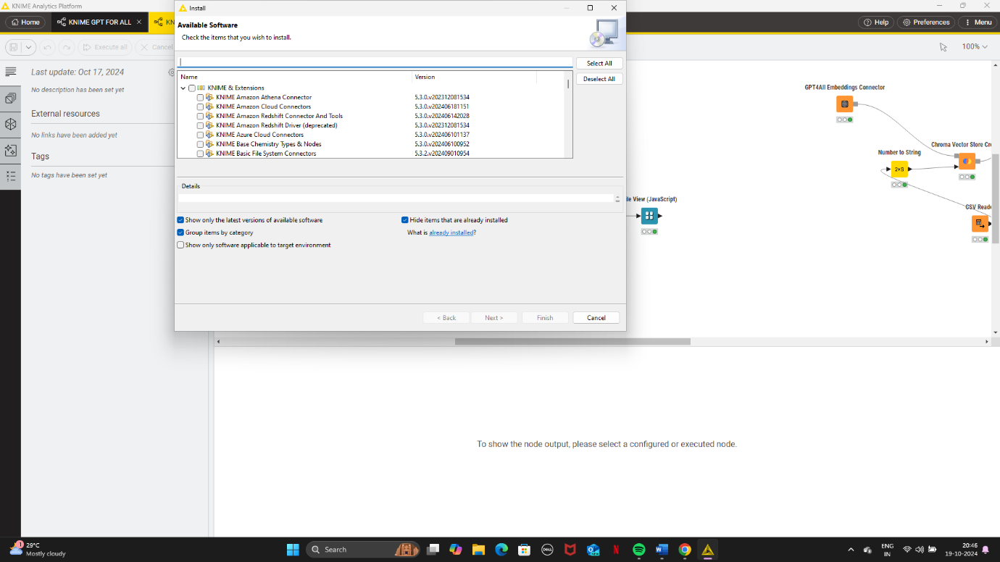 KNIME Analytics Platform
Home
KNIME GPT FOR ALL
KN
Help
Preferences
Menu
Execute all
Cancel
100%
Last update: Oct 17, 2024
No description has been set yet
External resources
No links have been added yet
Tags
No tags have been set yet
Install
Available Software
Check the items that you wish to install.
Select All
Deselect All
Name Version
KNIME & Extensions
KNIME Amazon Athena Connector 5.3.0.v202312081534
KNIME Amazon Cloud Connectors 5.3.0.v202406181151
KNIME Amazon Redshift Connector And Tools 5.3.0.v202406142028
KNIME Amazon Redshift Driver (deprecated) 5.3.0.v202312081534
KNIME Azure Cloud Connectors 5.3.0.v202406101137
KNIME Base Chemistry Types & Nodes 5.3.0.v202406100952
KNIME Basic File System Connectors 5.3.2.v202409010954
Details
Show only the latest versions of available software
Hide items that are already installed
Group items by category
What is already installed?
Show only software applicable to target environment
< Back
Next >
Finish
Cancel
GPT4All Embeddings Connector
Chroma Vector Store Cre
Number to String
2▸S
le View (JavaScript)
CSV Reade
To show the node output, please select a configured or executed node.
1
29°C
Mostly cloudy
Search
DELL
N
ENG
IN
20:46
19-10-2024